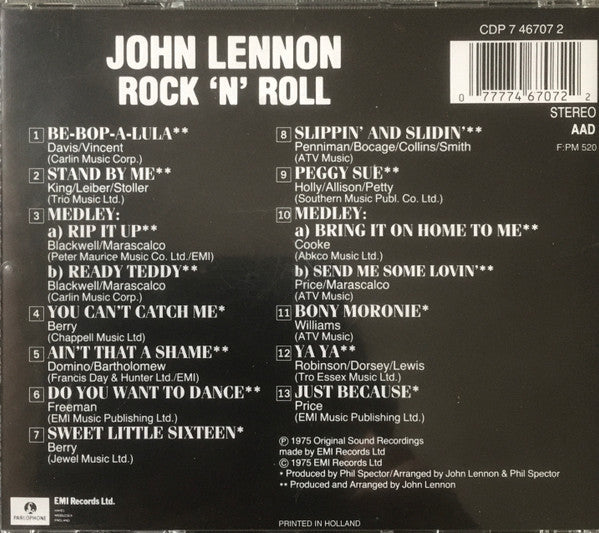 CDP 7 46707 2
JOHN LENNON
ROCK 'N' ROLL
0 77774 67072 2
STEREO
AAD
F:PM 520
1 BE-BOP-A-LULA**
Davis/Vincent
(Carlin Music Corp.)
2 STAND BY ME**
King/Leiber/Stoller
(Trio Music Ltd.)
3 MEDLEY:
a) RIP IT UP**
Blackwell/Marascalco
(Peter Maurice Music Co. Ltd./EMI)
b) READY TEDDY**
Blackwell/Marascalco
(Carlin Music Corp.)
4 YOU CAN'T CATCH ME*
Berry
(Chappell Music Ltd)
5 AIN'T THAT A SHAME**
Domino/Bartholomew
(Francis Day & Hunter Ltd./EMI)
6 DO YOU WANT TO DANCE**
Freeman
(EMI Music Publishing Ltd.)
7 SWEET LITTLE SIXTEEN*
Berry
(Jewel Music Ltd)
8 SLIPPIN' AND SLIDIN'**
Penniman/Bocage/Collins/Smith
(ATV Music)
9 PEGGY SUE**
Holly/Allison/Petty
(Southern Music Publ. Co. Ltd.)
10 MEDLEY:
a) BRING IT ON HOME TO ME**
Cooke
(Abkco Music Ltd)
b) SEND ME SOME LOVIN'**
Price/Marascalco
(ATV Music)
11 BONY MORONIE*
Williams
(ATV Music)
12 YA YA**
Robinson/Dorsey/Lewis
(Tro Essex Music Ltd.)
13 JUST BECAUSE*
Price
(EMI Music Publishing Ltd.)
℗ 1975 Original Sound Recordings
made by EMI Records Ltd
© 1975 EMI Records Ltd
* Produced by Phil Spector/Arranged by John Lennon & Phil Spector
** Produced and Arranged by John Lennon
PARLOPHONE
EMI Records Ltd.
HAYES
MIDDLESEX
ENGLAND
PRINTED IN HOLLAND